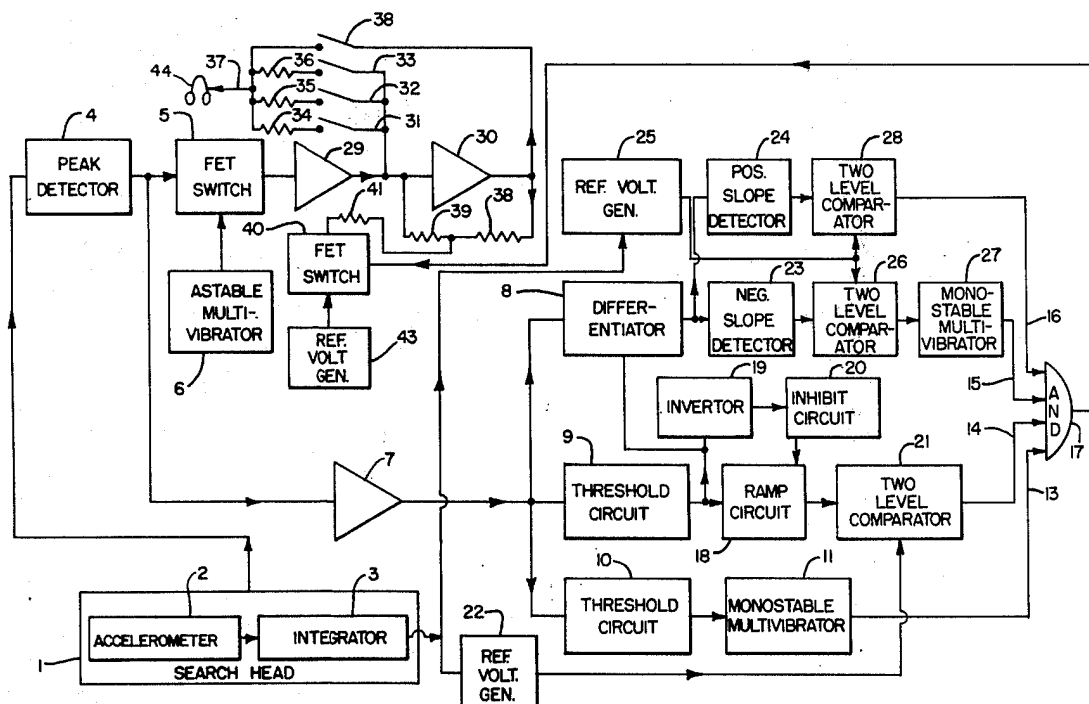 38
37
36
33
44
35
32
34
31
4
PEAK
DETECTOR
5
FET
SWITCH
29
30
41
39
38
40
FET
SWITCH
ASTABLE
MULTI-
VIBRATOR
6
REF.
VOLT
GEN.
43
25
REF. VOLT.
GEN.
24
POS.
SLOPE
DETECTOR
28
TWO
LEVEL
COMPAR-
ATOR
8
DIFFER-
ENTIATOR
23
NEG.
SLOPE
DETECTOR
26
TWO
LEVEL
COMPAR-
ATOR
27
MONO-
STABLE
MULTI-
VIBRATOR
16
15
19
INVERTOR
20
INHIBIT
CIRCUIT
14
AND
17
13
7
9
THRESHOLD
CIRCUIT
RAMP
CIRCUIT
18
21
TWO
LEVEL
COMPARATOR
10
THRESHOLD
CIRCUIT
11
MONOSTABLE
MULTIVIBRATOR
2
ACCELEROMETER
3
INTEGRATOR
1
SEARCH HEAD
22
REF.
VOLT.
GEN.